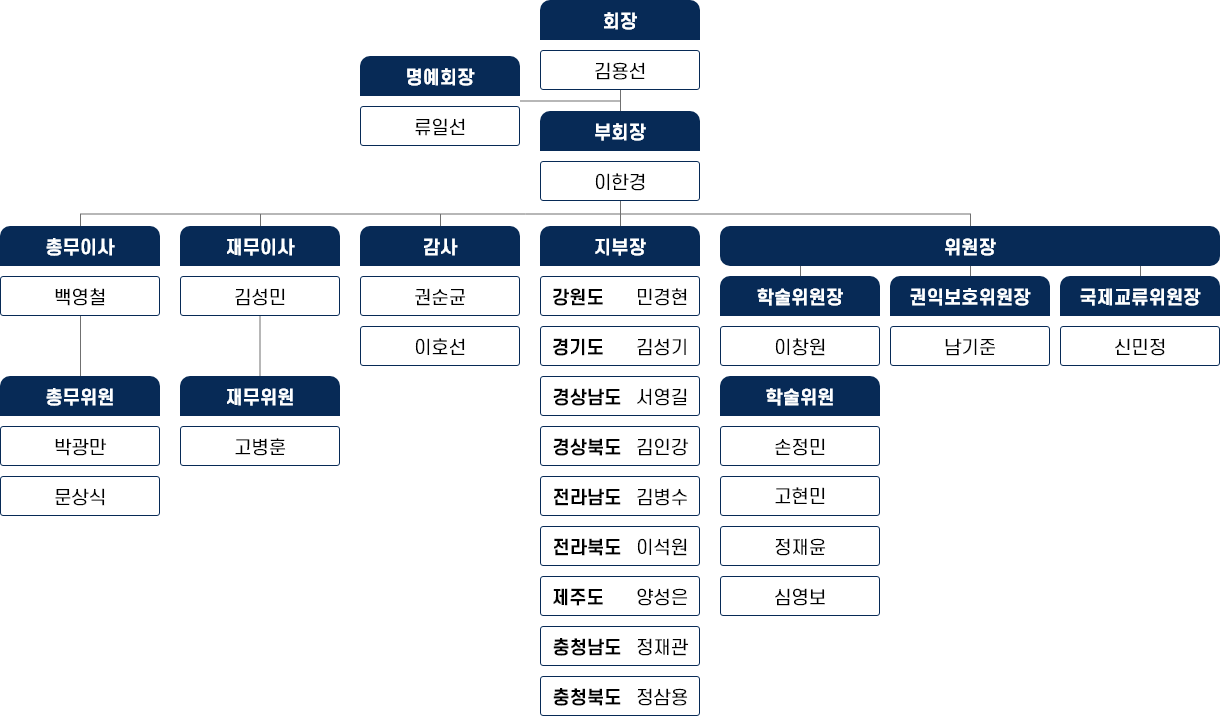 회장
김용선
명예회장
류일선
부회장
이한경
총무이사
백영철
총무위원
박광만
문상식
재무이사
김성민
재무위원
고병훈
감사
권순균
이호선
지부장
강원도 민경현
경기도 김성기
경상남도 서영길
경상북도 김인강
전라남도 김병수
전라북도 이석원
제주도 양성은
충청남도 정재관
충청북도 정삼용
위원장
학술위원장
이창원
학술위원
손정민
고현민
정재윤
심영보
권익보호위원장
남기준
국제교류위원장
신민정